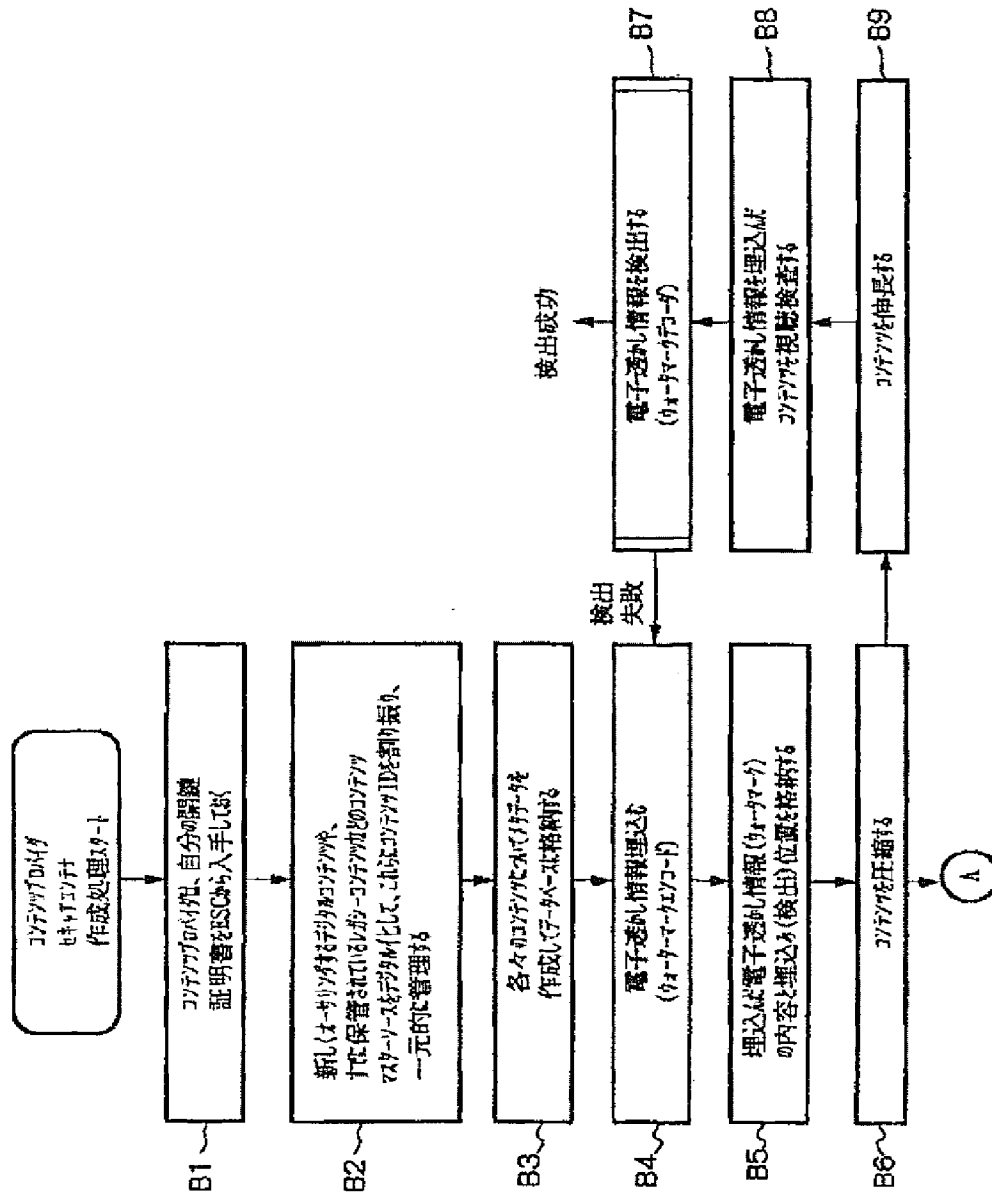 コンテンツプロバイダ
セキュアコンテナ
作成処理スタート
コンテンツプロバイダは、自分の開鍵
証明書をESCから入手しておく
B1
新しくオーサリングするデジタルコンテンツや、
すでに保管されているレガシーコンテンツなどのコンテンツ
マスターソースをデジタル化して、これらにコンテンツIDを割り振り、
一元的に管理する
B2
各々のコンテンツについてメタデータを
作成してデータベースに格納する
B3
電子透かし情報埋込む
(ウォーターマークエンコード)
B4
埋込んだ電子透かし情報(ウォータマーク)
の内容と埋込み(検出)位置を格納する
B5
コンテンツを圧縮する
B6
A
検出成功
検出
失敗
電子透かし情報を検出する
(ウォータマークデコーダ)
B7
電子透かし情報を埋込んだ
コンテンツを視聴検査する
B8
コンテンツを伸長する
B9